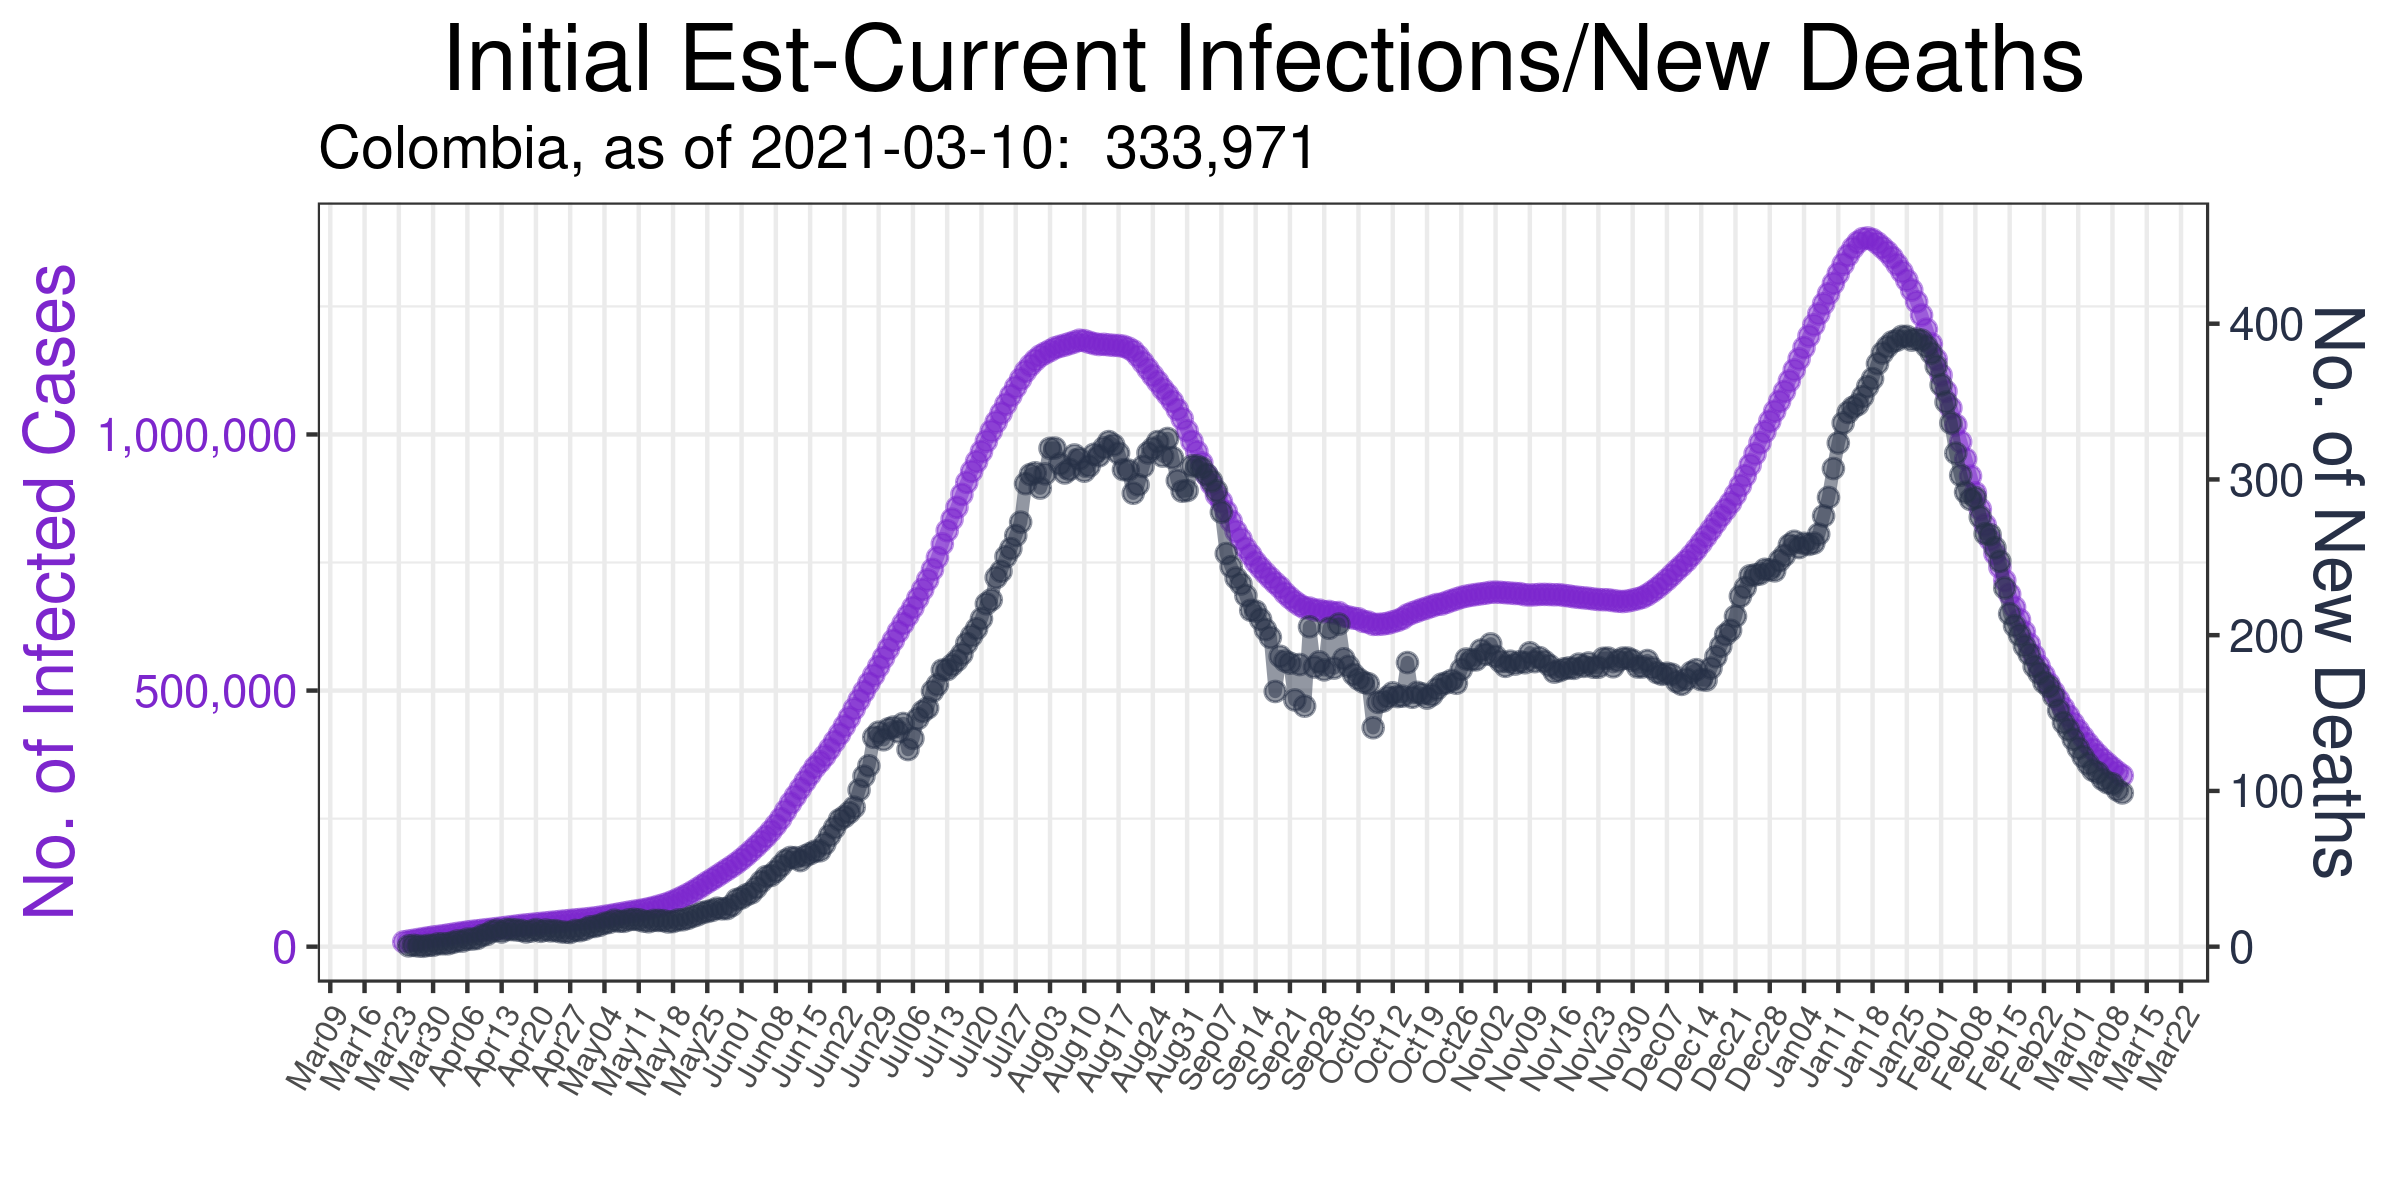 Initial Est-Current Infections/New Deaths
Colombia, as of 2021-03-10:  333,971
No. of Infected Cases
1,000,000
500,000
0
400
300
200
100
0
No. of New Deaths
Mar09
Mar16
Mar23
Mar30
Apr06
Apr13
Apr20
Apr27
May04
May11
May18
May25
Jun01
Jun08
Jun15
Jun22
Jun29
Jul06
Jul13
Jul20
Jul27
Aug03
Aug10
Aug17
Aug24
Aug31
Sep07
Sep14
Sep21
Sep28
Oct05
Oct12
Oct19
Oct26
Nov02
Nov09
Nov16
Nov23
Nov30
Dec07
Dec14
Dec21
Dec28
Jan04
Jan11
Jan18
Jan25
Feb01
Feb08
Feb15
Feb22
Mar01
Mar08
Mar15
Mar22